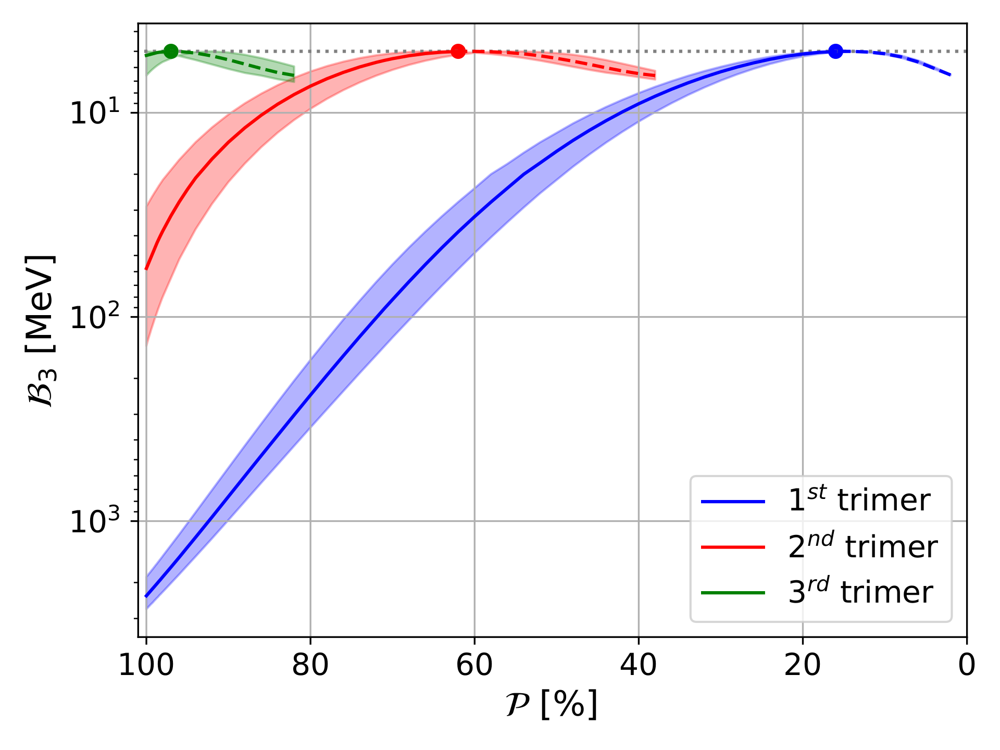 10¹
10²
10³
ℬ₃ [MeV]
100 80 60 40 20 0
𝒫 [%]
1ˢᵗ trimer
2ⁿᵈ trimer
3ʳᵈ trimer